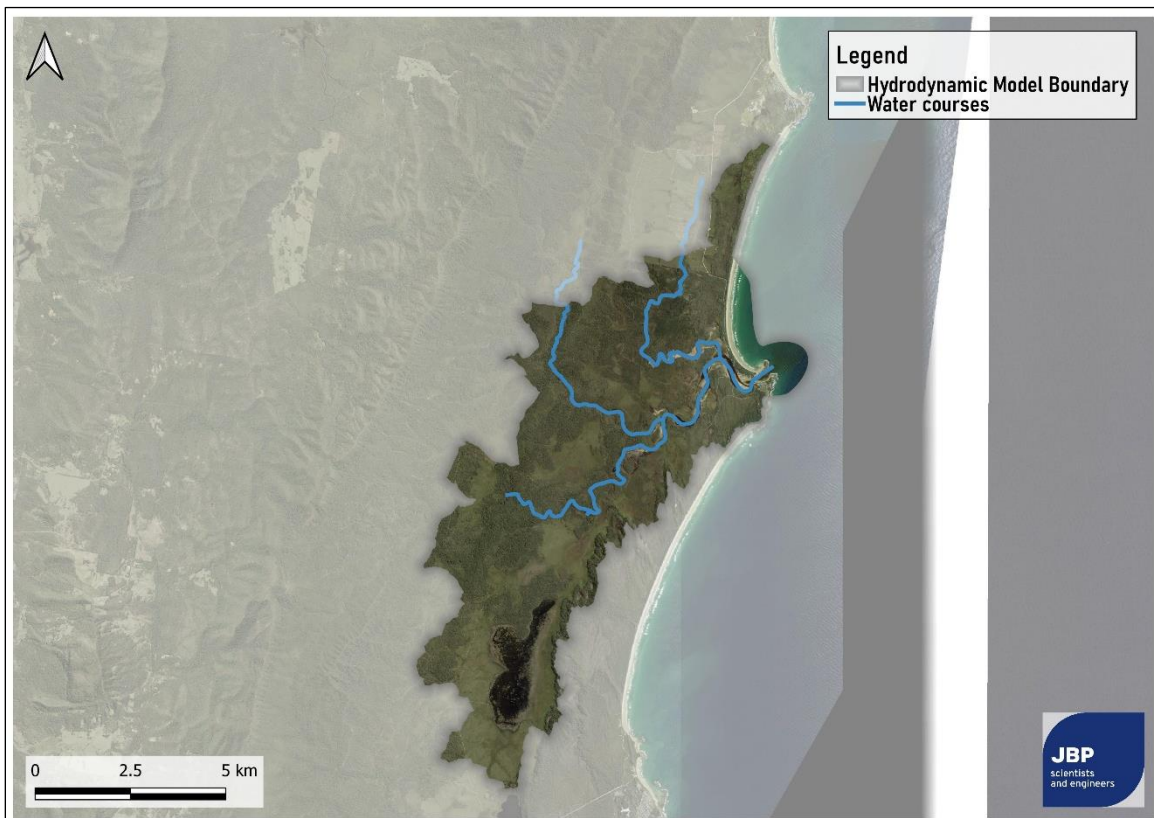 Legend
Hydrodynamic Model Boundary
Water courses
0 2.5 5 km
JBP
scientists
and engineers